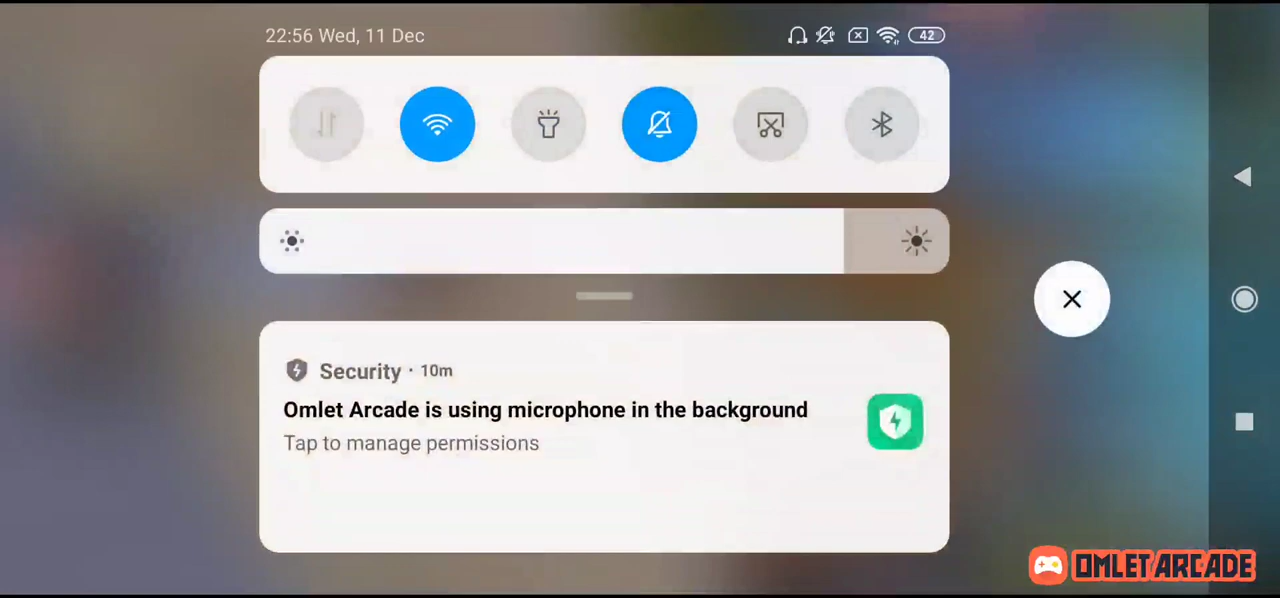 22:56 Wed, 11 Dec
42
Security · 10m
Omlet Arcade is using microphone in the background
Tap to manage permissions
OMLET ARCADE